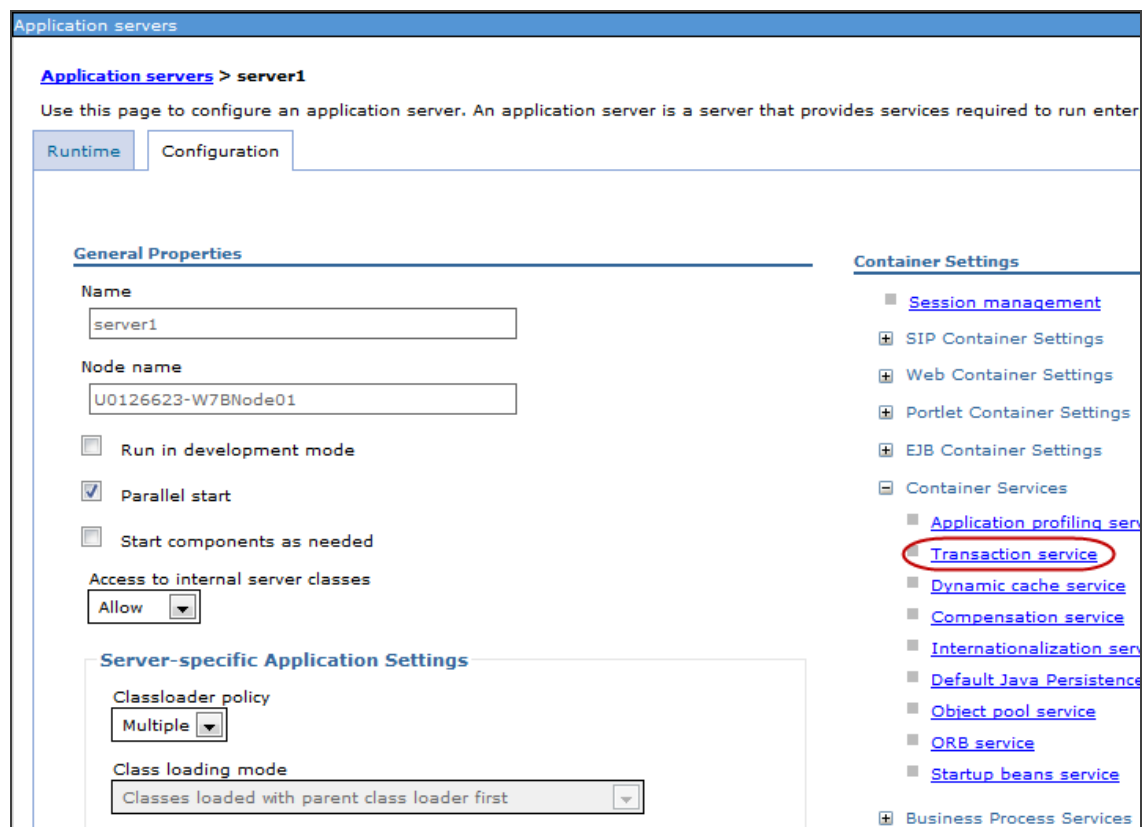 Application servers
Application servers > server1
Use this page to configure an application server. An application server is a server that provides services required to run enter
Runtime
Configuration
General Properties
Name
server1
Node name
U0126623-W7BNode01
Run in development mode
Parallel start
Start components as needed
Access to internal server classes
Allow
Server-specific Application Settings
Classloader policy
Multiple
Class loading mode
Classes loaded with parent class loader first
Container Settings
Session management
SIP Container Settings
Web Container Settings
Portlet Container Settings
EJB Container Settings
Container Services
Application profiling serv
Transaction service
Dynamic cache service
Compensation service
Internationalization serv
Default Java Persistence
Object pool service
ORB service
Startup beans service
Business Process Services